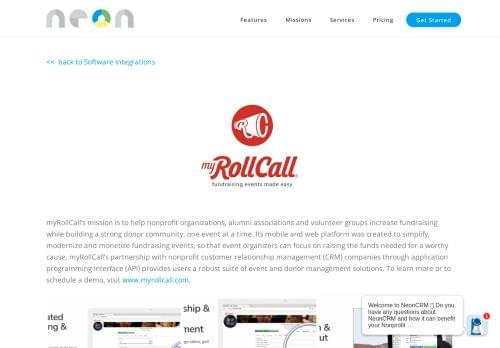 neon
Features
Missions
Services
Pricing
Get Started
<< back to Software Integrations
RC
myRollCall
fundraising events made easy
myRollCall's mission is to help nonprofit organizations, alumni associations and volunteer groups increase fundraising
while building a strong donor community, one event at a time. Its mobile and web platform was created to simplify,
modernize and monetize fundraising events, so that event organizers can focus on raising the funds needed for a worthy
cause. myRollCall's partnership with nonprofit customer relationship management (CRM) companies through application
programming interface (API) provides users a robust suite of event and donor management solutions. To learn more or to
schedule a demo, visit www.myrollcall.com.
Welcome to NeonCRM Do you
have any questions about
NeonCRM and how it can benefit
your Nonprofit ...
1
ated
ng &
ship &
ment
ship &
gement